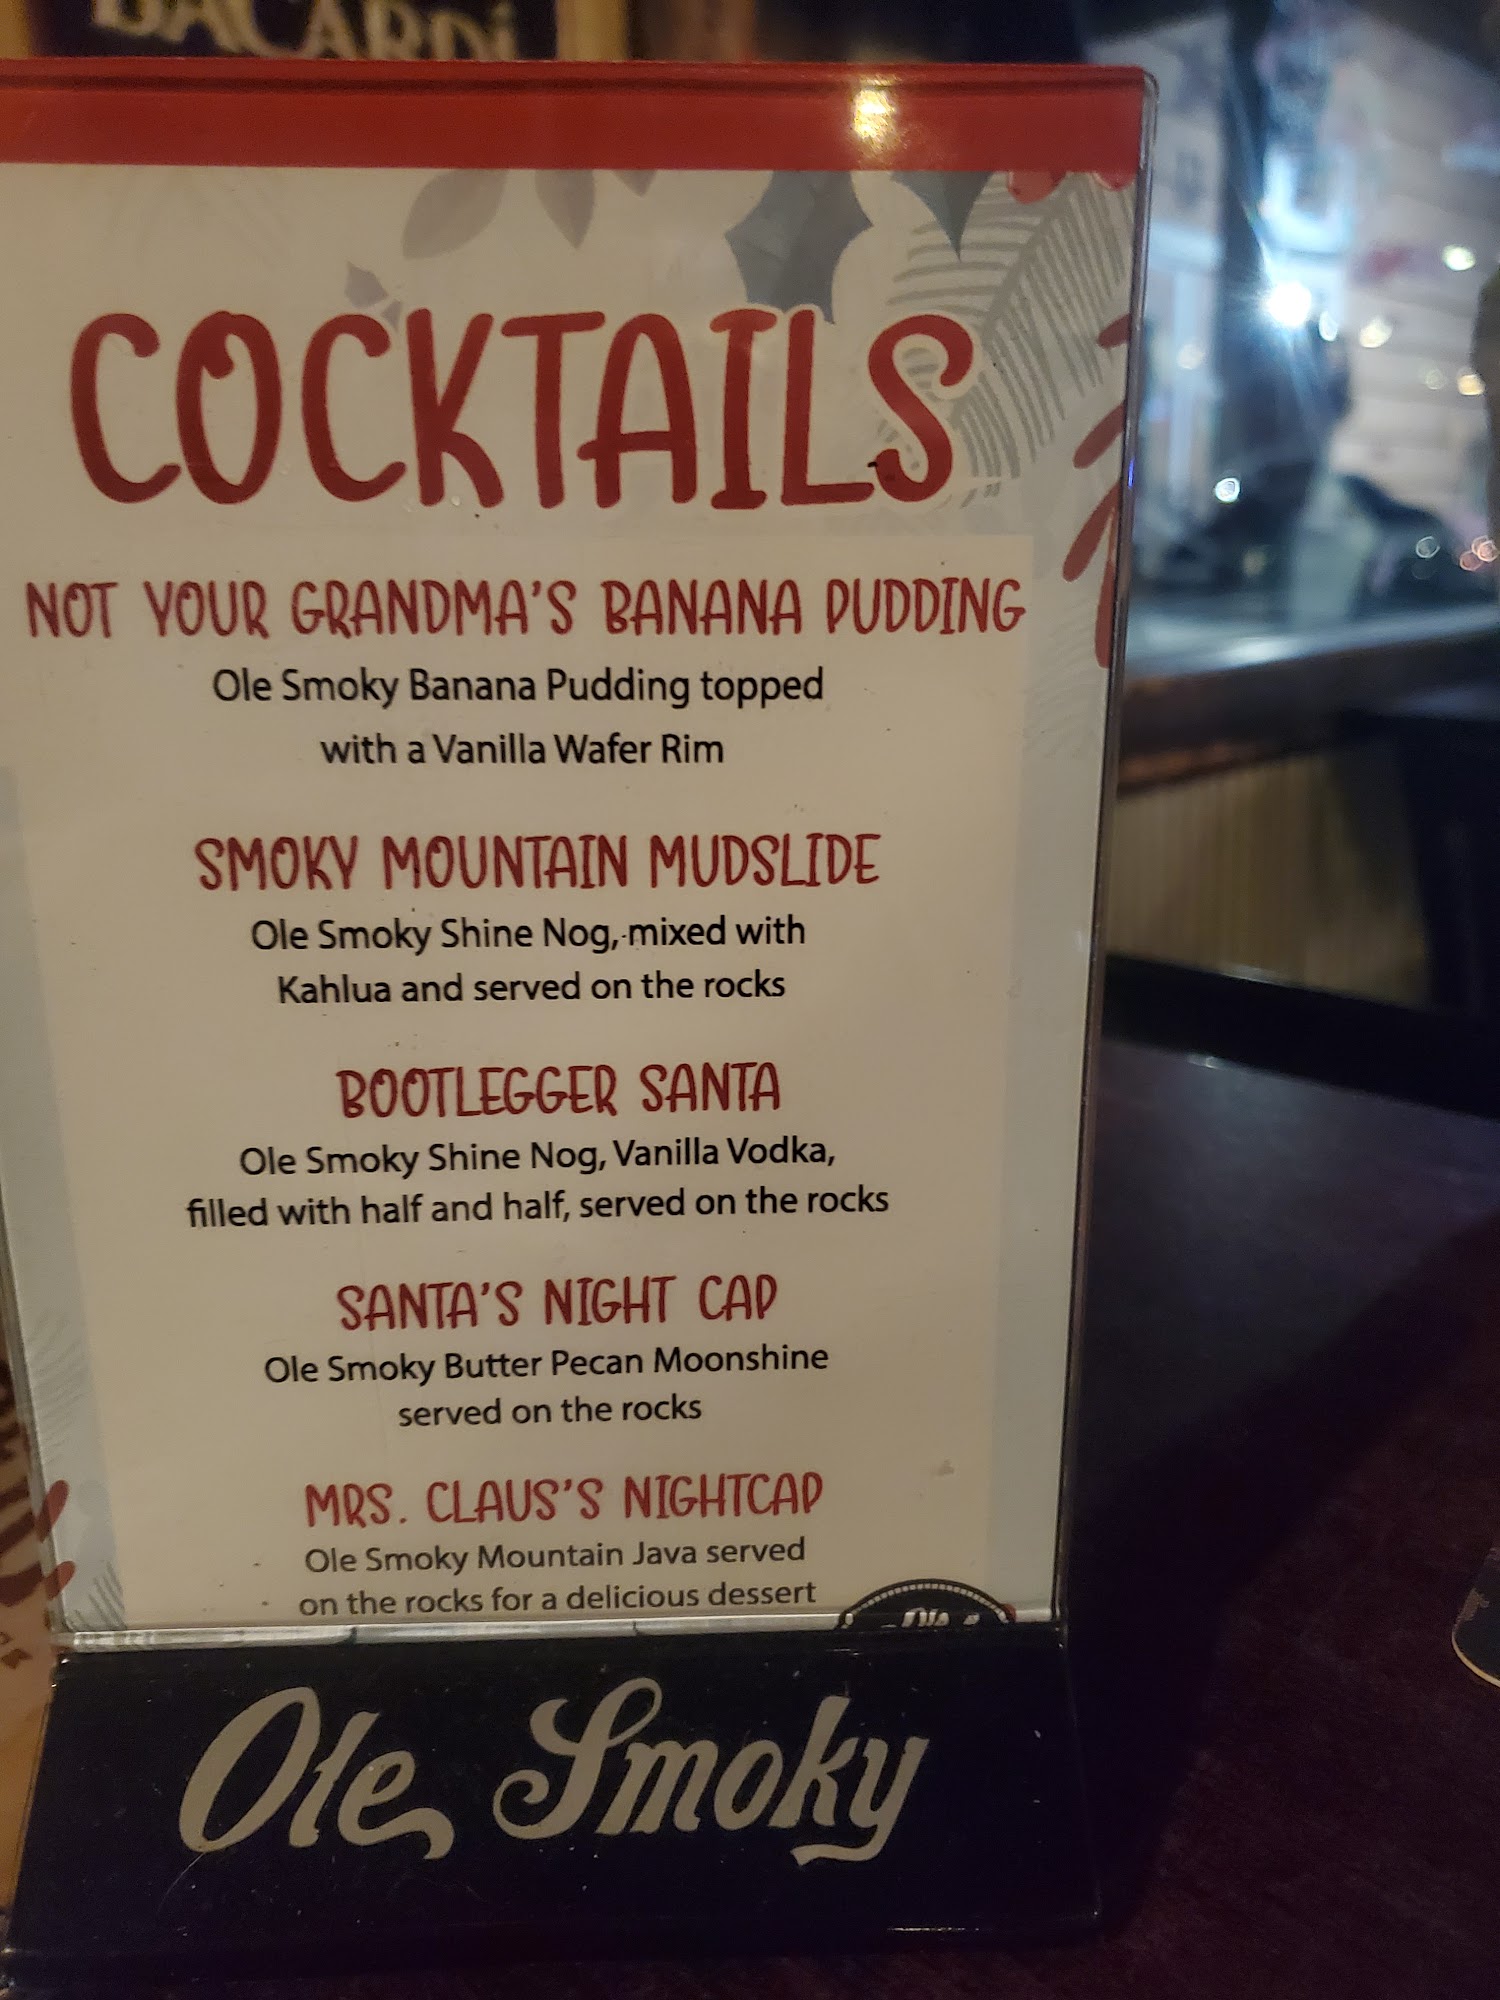 BACARDI
COCKTAILS
NOT YOUR GRANDMA'S BANANA PUDDING
Ole Smoky Banana Pudding topped
with a Vanilla Wafer Rim
SMOKY MOUNTAIN MUDSLIDE
Ole Smoky Shine Nog, mixed with
Kahlua and served on the rocks
BOOTLEGGER SANTA
Ole Smoky Shine Nog, Vanilla Vodka,
filled with half and half, served on the rocks
SANTA'S NIGHT CAP
Ole Smoky Butter Pecan Moonshine
served on the rocks
MRS. CLAUS'S NIGHTCAP
Ole Smoky Mountain Java served
on the rocks for a delicious dessert
Ole Smoky